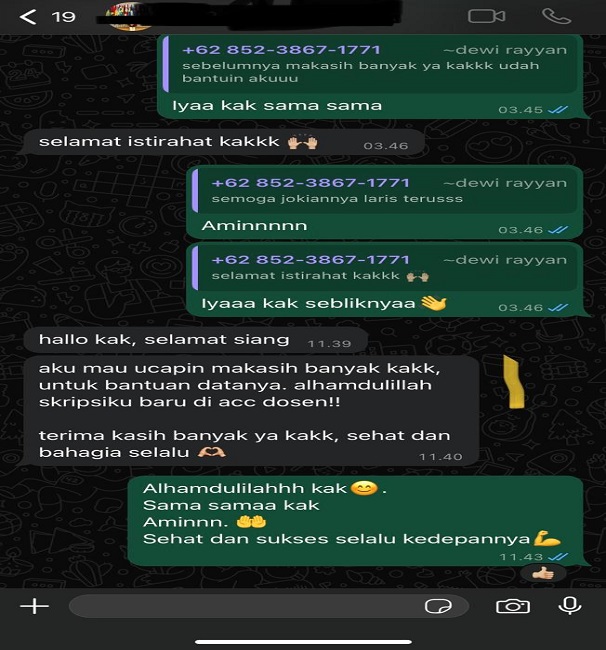 19
+62 852-3867-1771 ~dewi rayyan
sebelumnya makasih banyak ya kakkk udah
bantuin akuuu
Iyaa kak sama sama
03.45
selamat istirahat kakkk 🙌🏼
03.46
+62 852-3867-1771 ~dewi rayyan
semoga jokiannya laris terusss
Aminnnnn
03.46
+62 852-3867-1771 ~dewi rayyan
selamat istirahat kakkk 🙌🏼
Iyaaa kak sebliknyaa 👋
03.46
hallo kak, selamat siang
11.39
aku mau ucapin makasih banyak kakk,
untuk bantuan datanya. alhamdulillah
skripsiku baru di acc dosen!!
terima kasih banyak ya kakk, sehat dan
bahagia selalu 🫶🏼
11.40
Alhamdulilahhh kak 😊.
Sama samaa kak
Aminnn. 🤲
Sehat dan sukses selalu kedepannya 💪
11.43
👍🏼